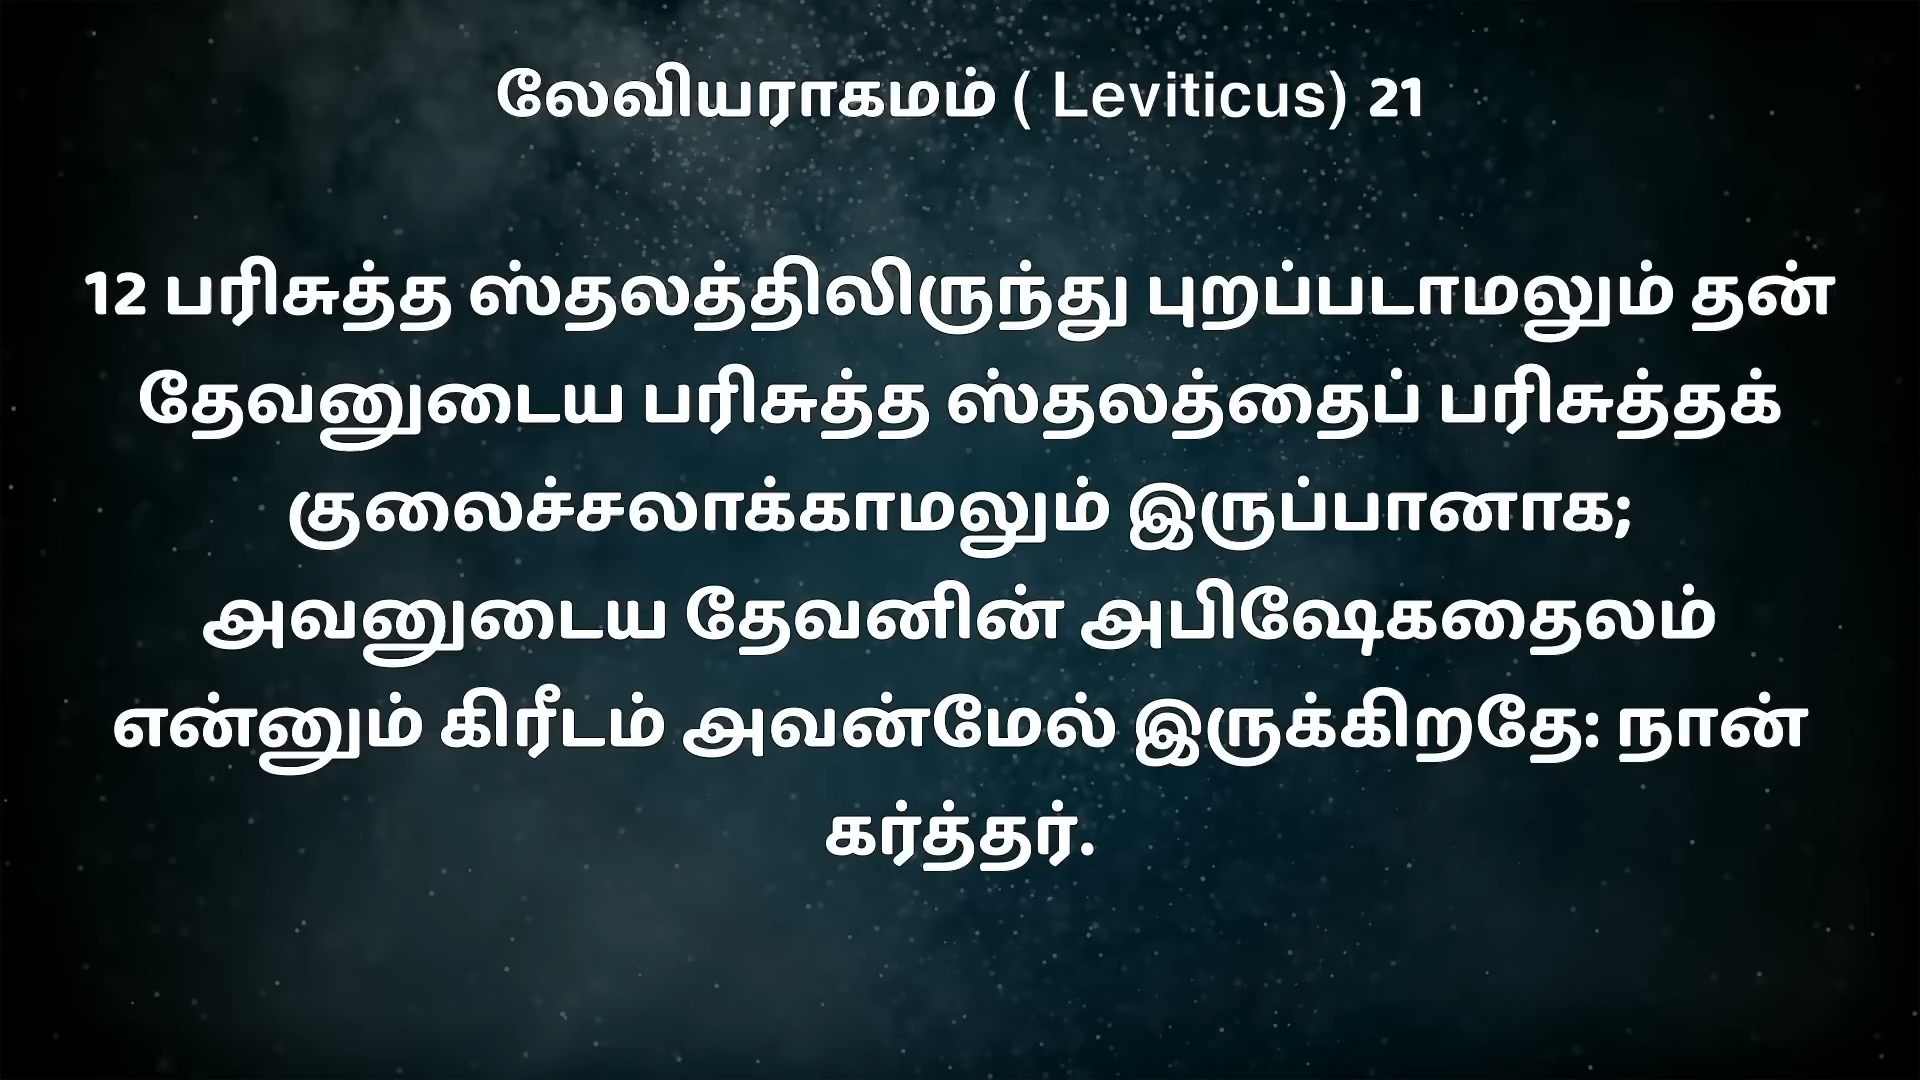 லேவியராகமம் ( Leviticus) 21
12 பரிசுத்த ஸ்தலத்திலிருந்து புறப்படாமலும் தன்
தேவனுடைய பரிசுத்த ஸ்தலத்தைப் பரிசுத்தக்
குலைச்சலாக்காமலும் இருப்பானாக;
அவனுடைய தேவனின் அபிஷேகதைலம்
என்னும் கிரீடம் அவன்மேல் இருக்கிறதே: நான்
கர்த்தர்.